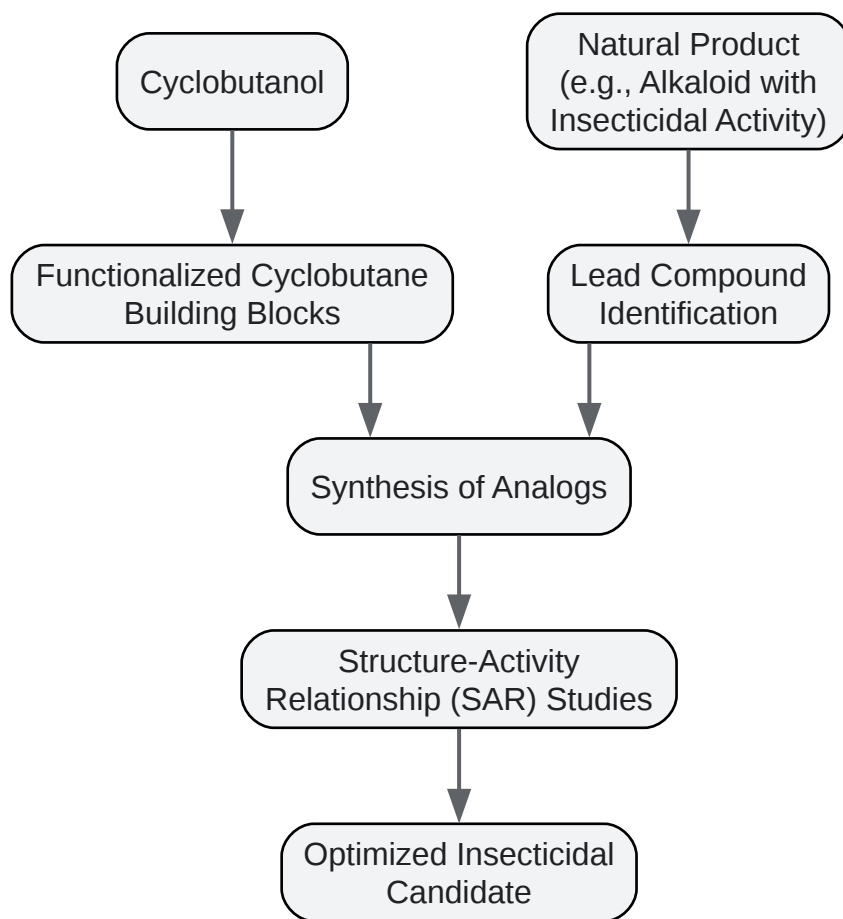 Cyclobutanol
Natural Product
(e.g., Alkaloid with
Insecticidal Activity)
Functionalized Cyclobutane
Building Blocks
Lead Compound
Identification
Synthesis of Analogs
Structure-Activity
Relationship (SAR) Studies
Optimized Insecticidal
Candidate